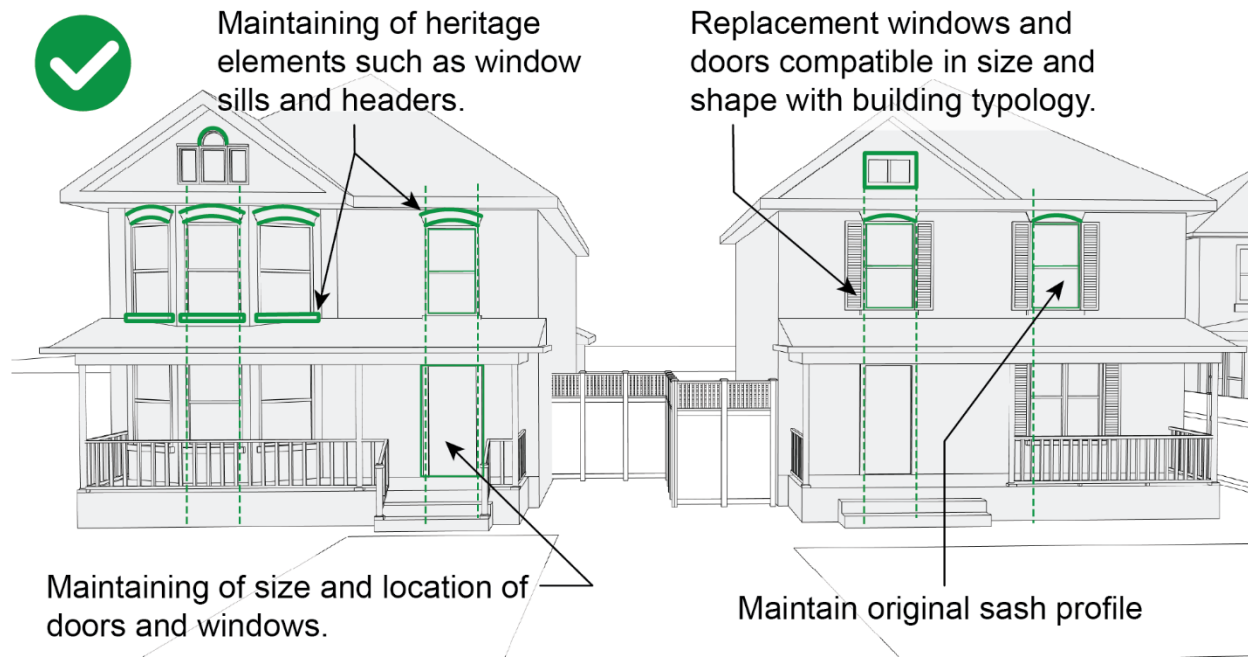 Maintaining of heritage
elements such as window
sills and headers.
Replacement windows and
doors compatible in size and
shape with building typology.
Maintaining of size and location of
doors and windows.
Maintain original sash profile